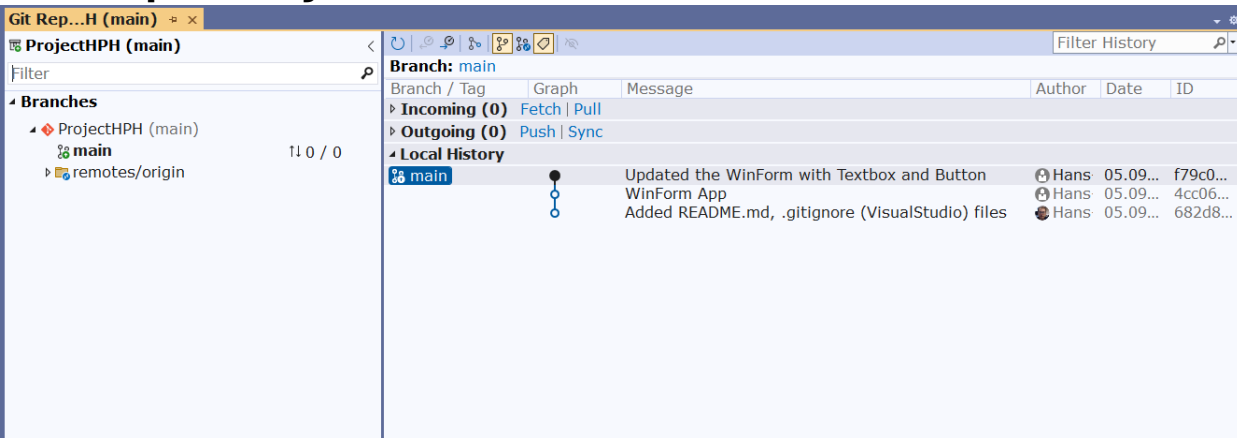 Git Rep...H (main)
ProjectHPH (main)
Filter
Branches
ProjectHPH (main)
main 0 / 0
remotes/origin
Filter History
Branch: main
Branch / Tag Graph Message Author Date ID
Incoming (0) Fetch | Pull
Outgoing (0) Push | Sync
Local History
main Updated the WinForm with Textbox and Button Hans 05.09... f79c0...
WinForm App Hans 05.09... 4cc06...
Added README.md, .gitignore (VisualStudio) files Hans 05.09... 682d8...